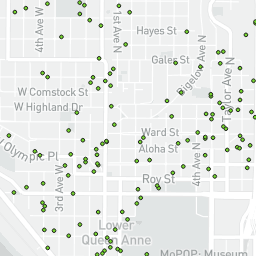 4th Ave W
1st Ave N
Hayes St
Galer St
Bigelow Ave N
Taylor Ave N
W Comstock St
W Highland Dr
Ward St
Aloha St
Olympic Pl
3rd Ave W
Roy St
4th Ave N
Lower
Queen Anne
MoPOP: Museum